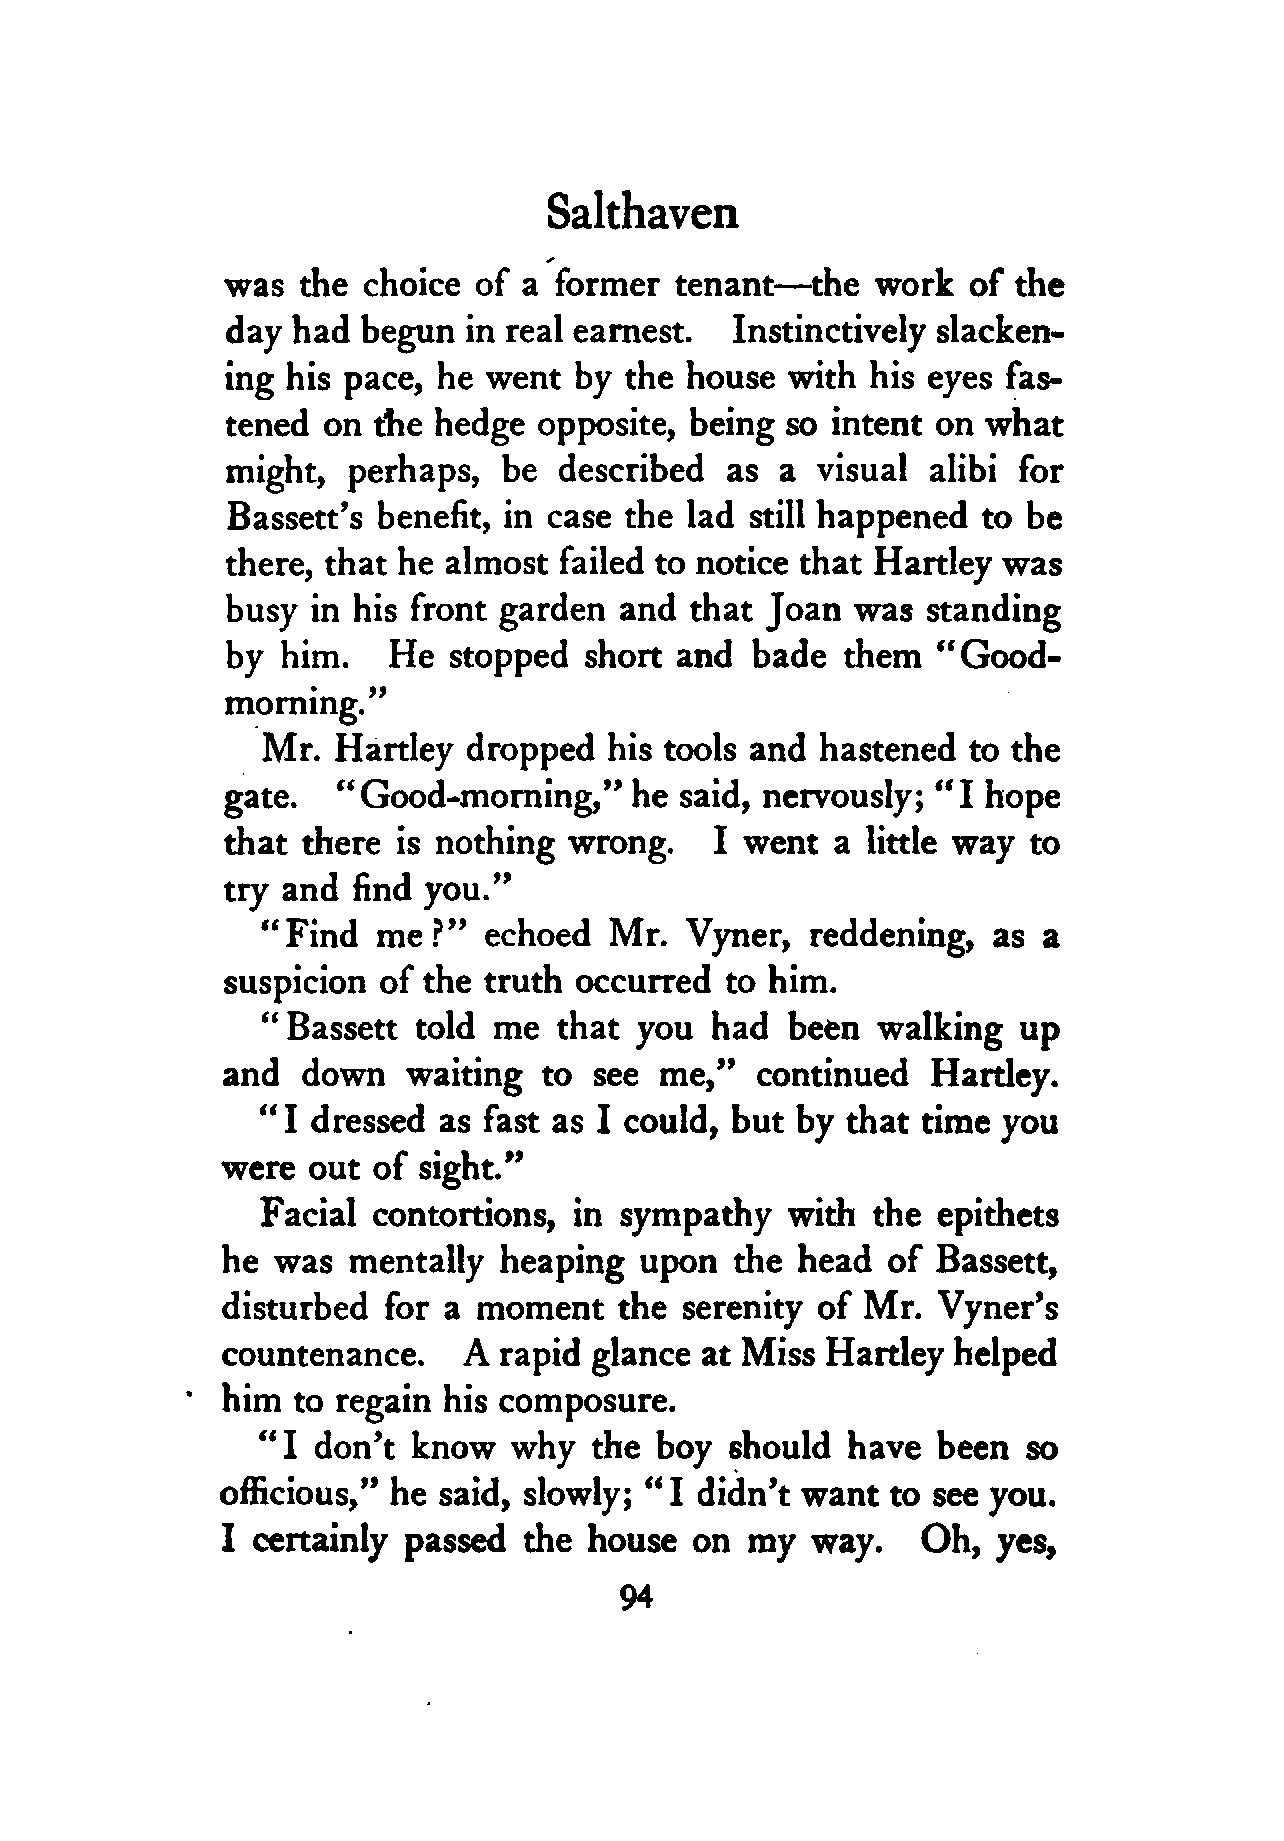 Salthaven
was the choice of a former tenant—the work of the
day had begun in real earnest. Instinctively slacken-
ing his pace, he went by the house with his eyes fas-
tened on the hedge opposite, being so intent on what
might, perhaps, be described as a visual alibi for
Bassett's benefit, in case the lad still happened to be
there, that he almost failed to notice that Hartley was
busy in his front garden and that Joan was standing
by him. He stopped short and bade them "Good-
morning."
Mr. Hartley dropped his tools and hastened to the
gate. "Good-morning," he said, nervously; "I hope
that there is nothing wrong. I went a little way to
try and find you."
"Find me?" echoed Mr. Vyner, reddening, as a
suspicion of the truth occurred to him.
"Bassett told me that you had been walking up
and down waiting to see me," continued Hartley.
"I dressed as fast as I could, but by that time you
were out of sight."
Facial contortions, in sympathy with the epithets
he was mentally heaping upon the head of Bassett,
disturbed for a moment the serenity of Mr. Vyner's
countenance. A rapid glance at Miss Hartley helped
him to regain his composure.
"I don't know why the boy should have been so
officious," he said, slowly; "I didn't want to see you.
I certainly passed the house on my way. Oh, yes,
94